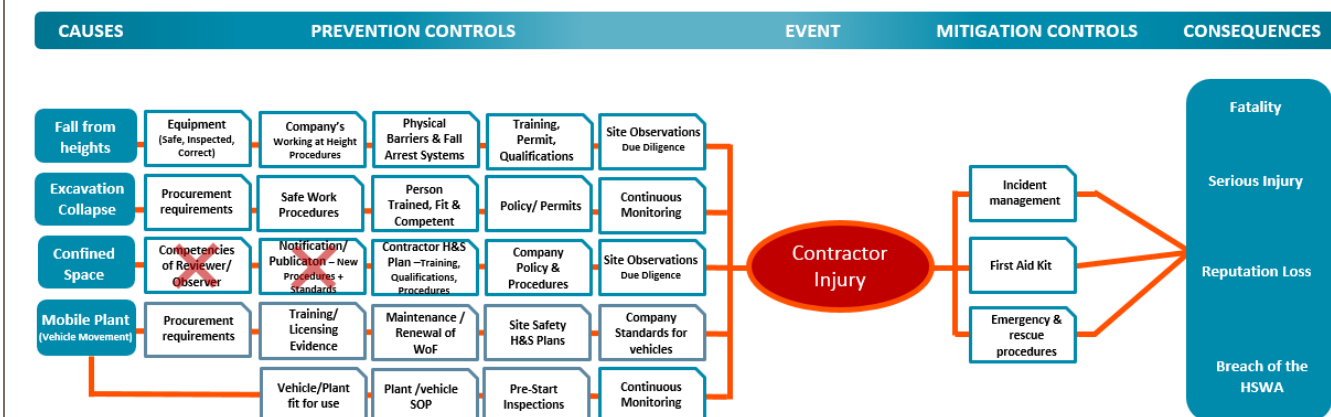 CAUSES PREVENTION CONTROLS EVENT MITIGATION CONTROLS CONSEQUENCES
Fall from
heights
Equipment
(Safe, Inspected,
Correct)
Company's
Working at Height
Procedures
Physical
Barriers & Fall
Arrest Systems
Training,
Permit,
Qualifications
Site Observations
Due Diligence
Excavation
Collapse
Procurement
requirements
Safe Work
Procedures
Person
Trained, Fit &
Competent
Policy/ Permits
Continuous
Monitoring
Confined
Space
Competencies
of Reviewer/
Observer
Notification/
Publicaton – New
Procedures +
Standards
Contractor H&S
Plan –Training,
Qualifications,
Procedures
Company
Policy &
Procedures
Site Observations
Due Diligence
Mobile Plant
(Vehicle Movement)
Procurement
requirements
Training/
Licensing
Evidence
Maintenance /
Renewal of
WoF
Site Safety
H&S Plans
Company
Standards for
vehicles
Vehicle/Plant
fit for use
Plant /vehicle
SOP
Pre-Start
Inspections
Continuous
Monitoring
Contractor
Injury
Incident
management
First Aid Kit
Emergency &
rescue
procedures
Fatality
Serious Injury
Reputation Loss
Breach of the
HSWA